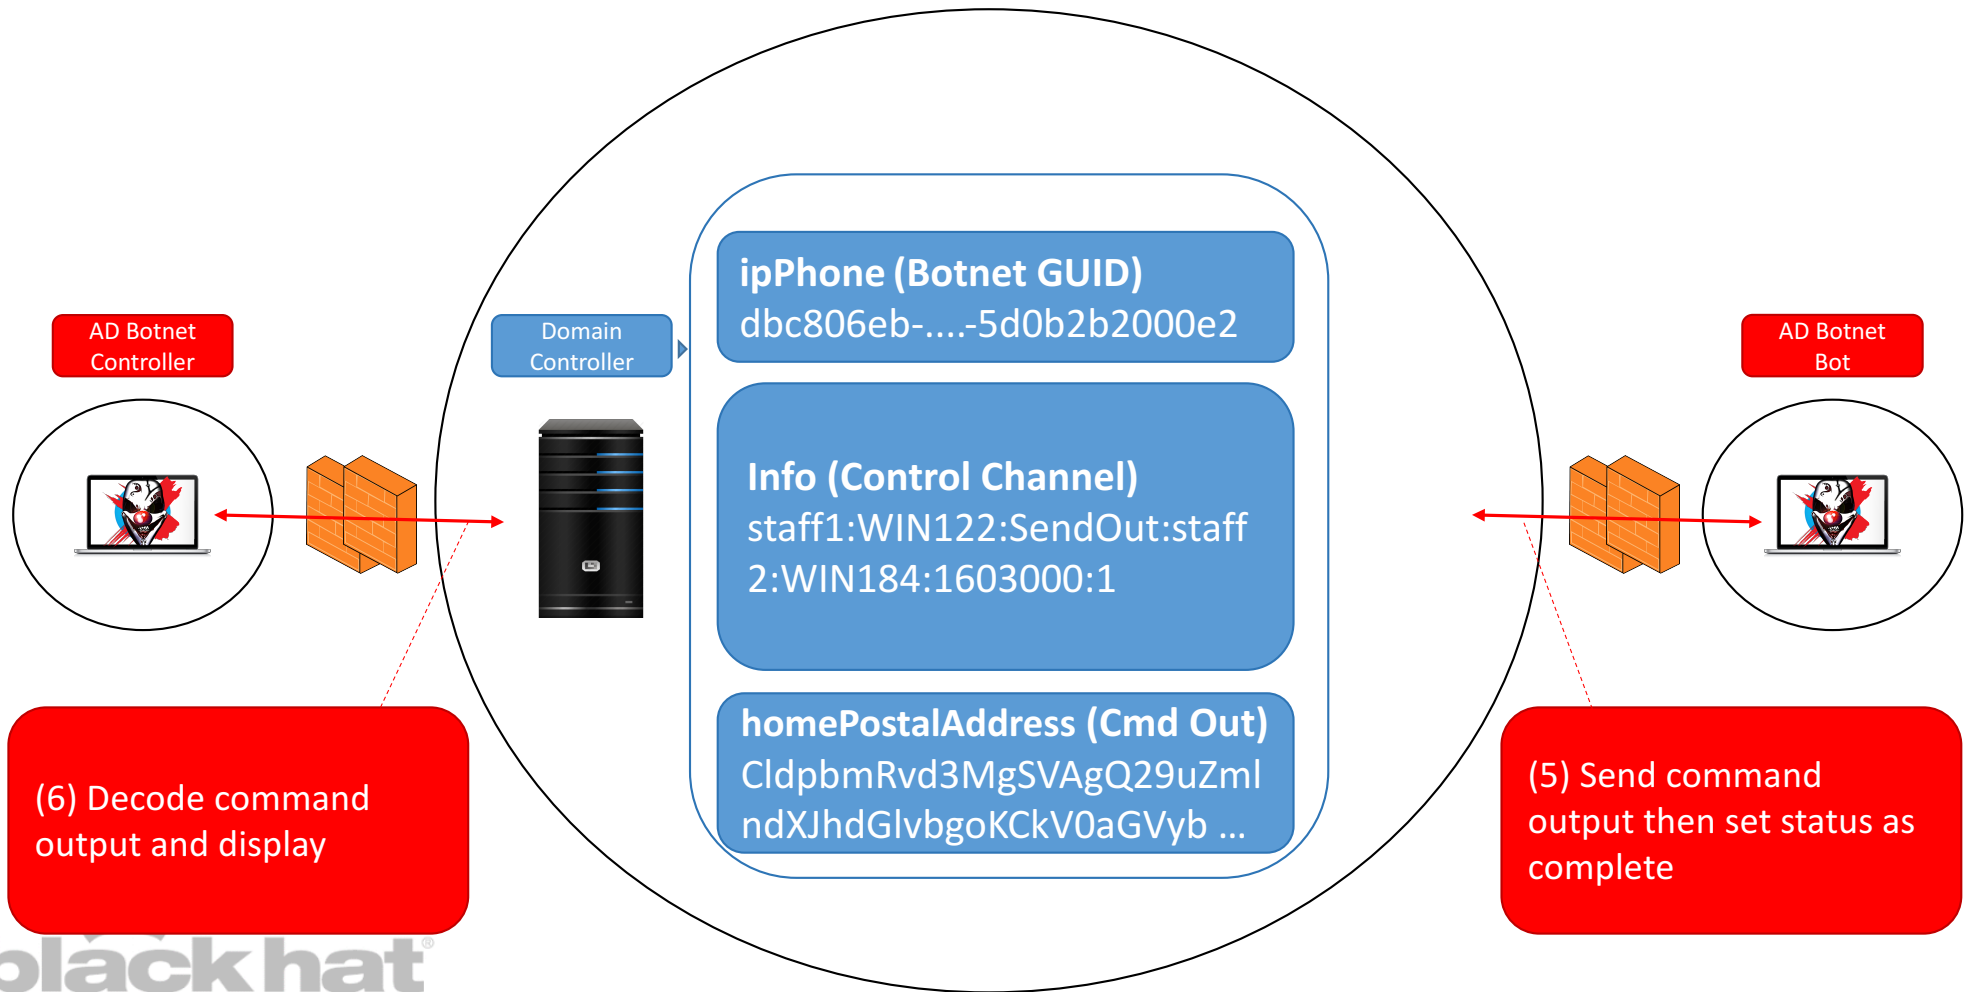 AD Botnet
Controller
Domain
Controller
ipPhone (Botnet GUID)
dbc806eb-....-5d0b2b2000e2
Info (Control Channel)
staff1:WIN122:SendOut:staff
2:WIN184:1603000:1
homePostalAddress (Cmd Out)
CldpbmRvd3MgSVAgQ29uZml
ndXJhdGlvbgoKCkV0aGVyb ...
AD Botnet
Bot
(6) Decode command
output and display
(5) Send command
output then set status as
complete
blackhat®